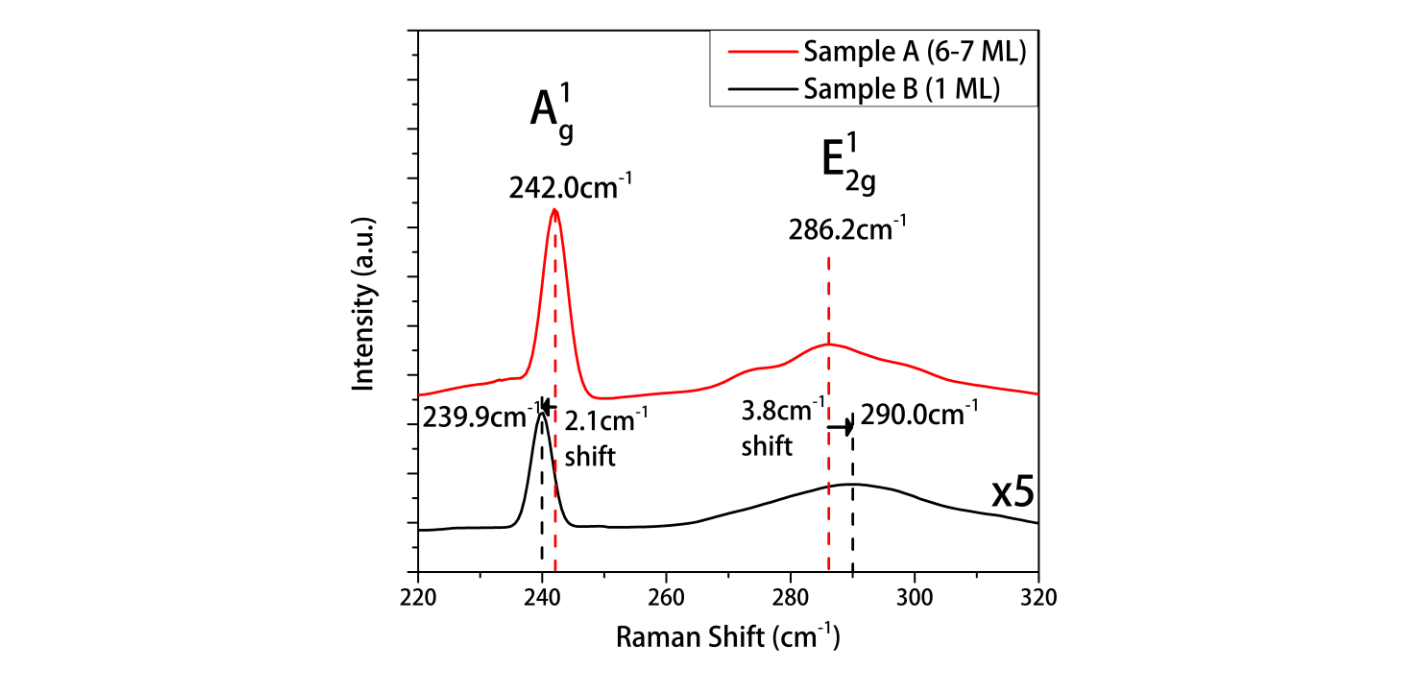 Sample A (6-7 ML)
Sample B (1 ML)
A¹g
E¹2g
242.0cm⁻¹
286.2cm⁻¹
Intensity (a.u.)
239.9cm⁻¹
2.1cm⁻¹
shift
3.8cm⁻¹
shift
290.0cm⁻¹
x5
220 240 260 280 300 320
Raman Shift (cm⁻¹)